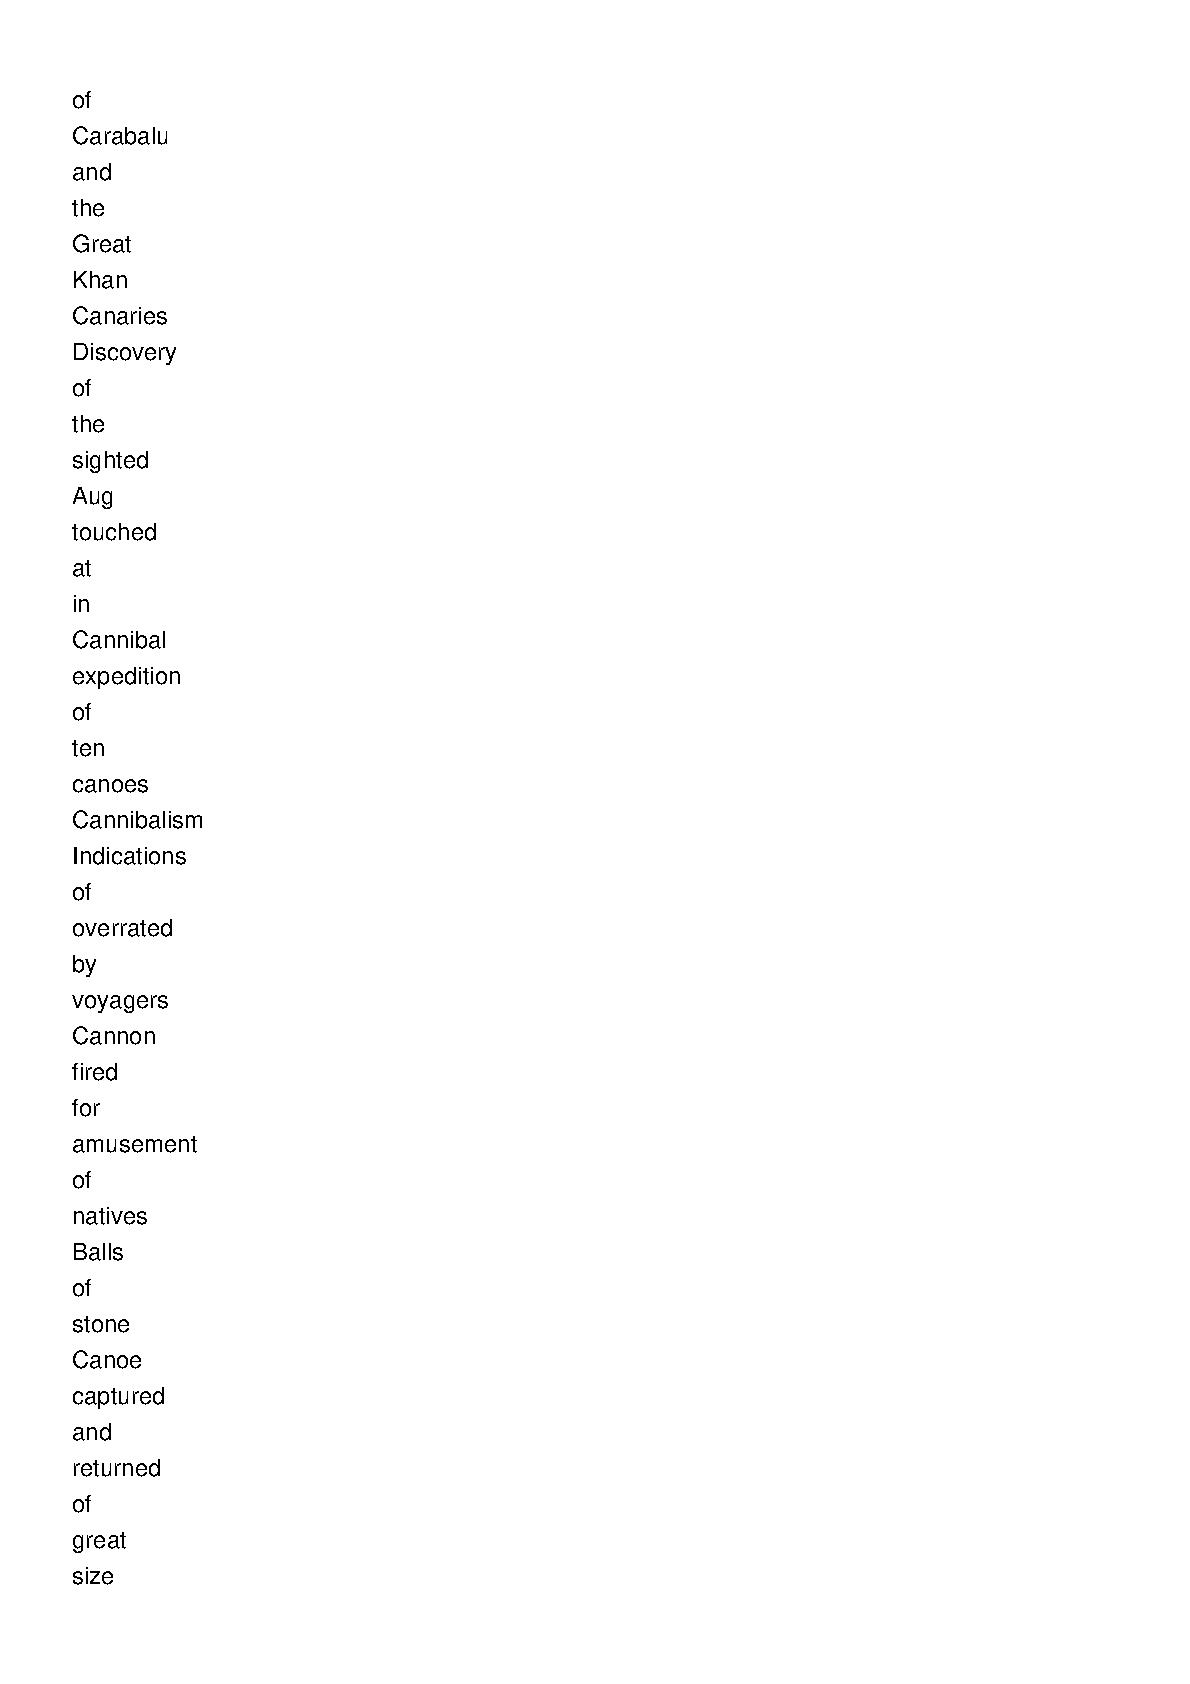 of
Carabalu
and
the
Great
Khan
Canaries
Discovery
of
the
sighted
Aug
touched
at
in
Cannibal
expedition
of
ten
canoes
Cannibalism
Indications
of
overrated
by
voyagers
Cannon
fired
for
amusement
of
natives
Balls
of
stone
Canoe
captured
and
returned
of
great
size